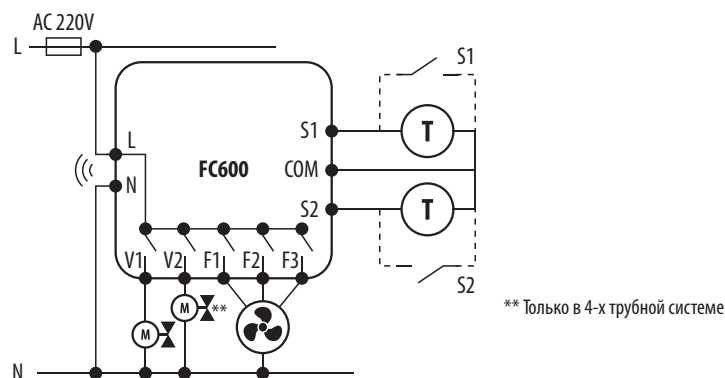 AC 220V
L
S1
L
S1
T
FC600
COM
N
S2
T
V1 V2 F1 F2 F3
S2
M **
** Только в 4-х трубной системе
M
N